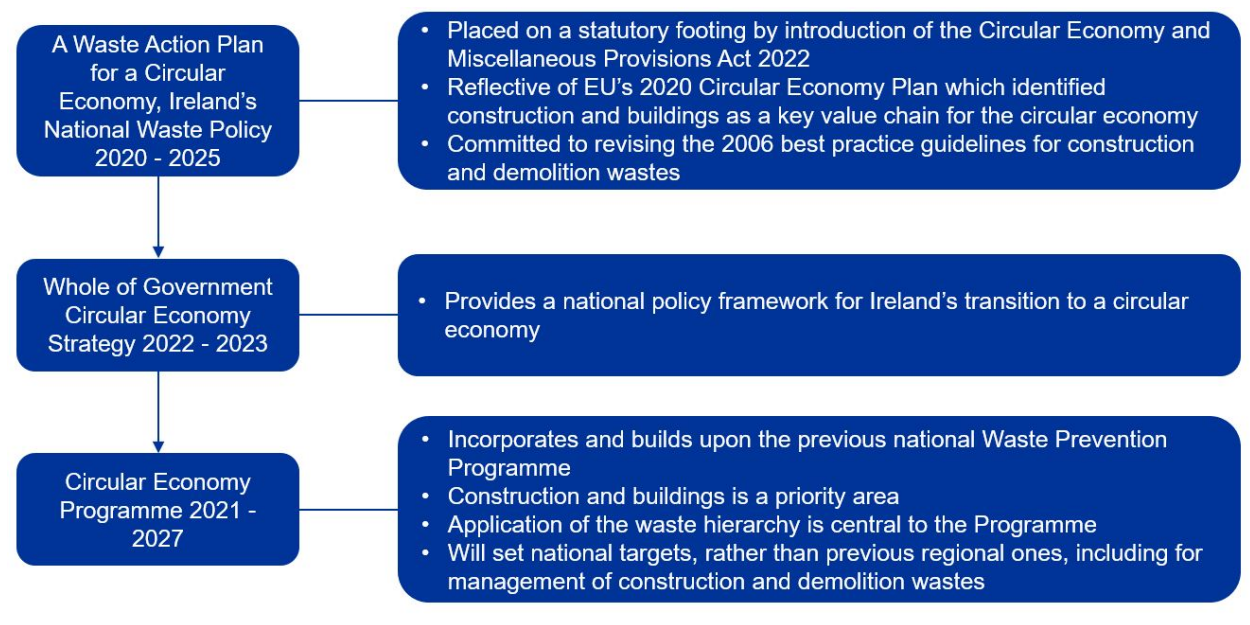 A Waste Action Plan
for a Circular
Economy, Ireland's
National Waste Policy
2020 - 2025
• Placed on a statutory footing by introduction of the Circular Economy and
Miscellaneous Provisions Act 2022
• Reflective of EU's 2020 Circular Economy Plan which identified
construction and buildings as a key value chain for the circular economy
• Committed to revising the 2006 best practice guidelines for construction
and demolition wastes
Whole of Government
Circular Economy
Strategy 2022 - 2023
• Provides a national policy framework for Ireland's transition to a circular
economy
Circular Economy
Programme 2021 -
2027
• Incorporates and builds upon the previous national Waste Prevention
Programme
• Construction and buildings is a priority area
• Application of the waste hierarchy is central to the Programme
• Will set national targets, rather than previous regional ones, including for
management of construction and demolition wastes